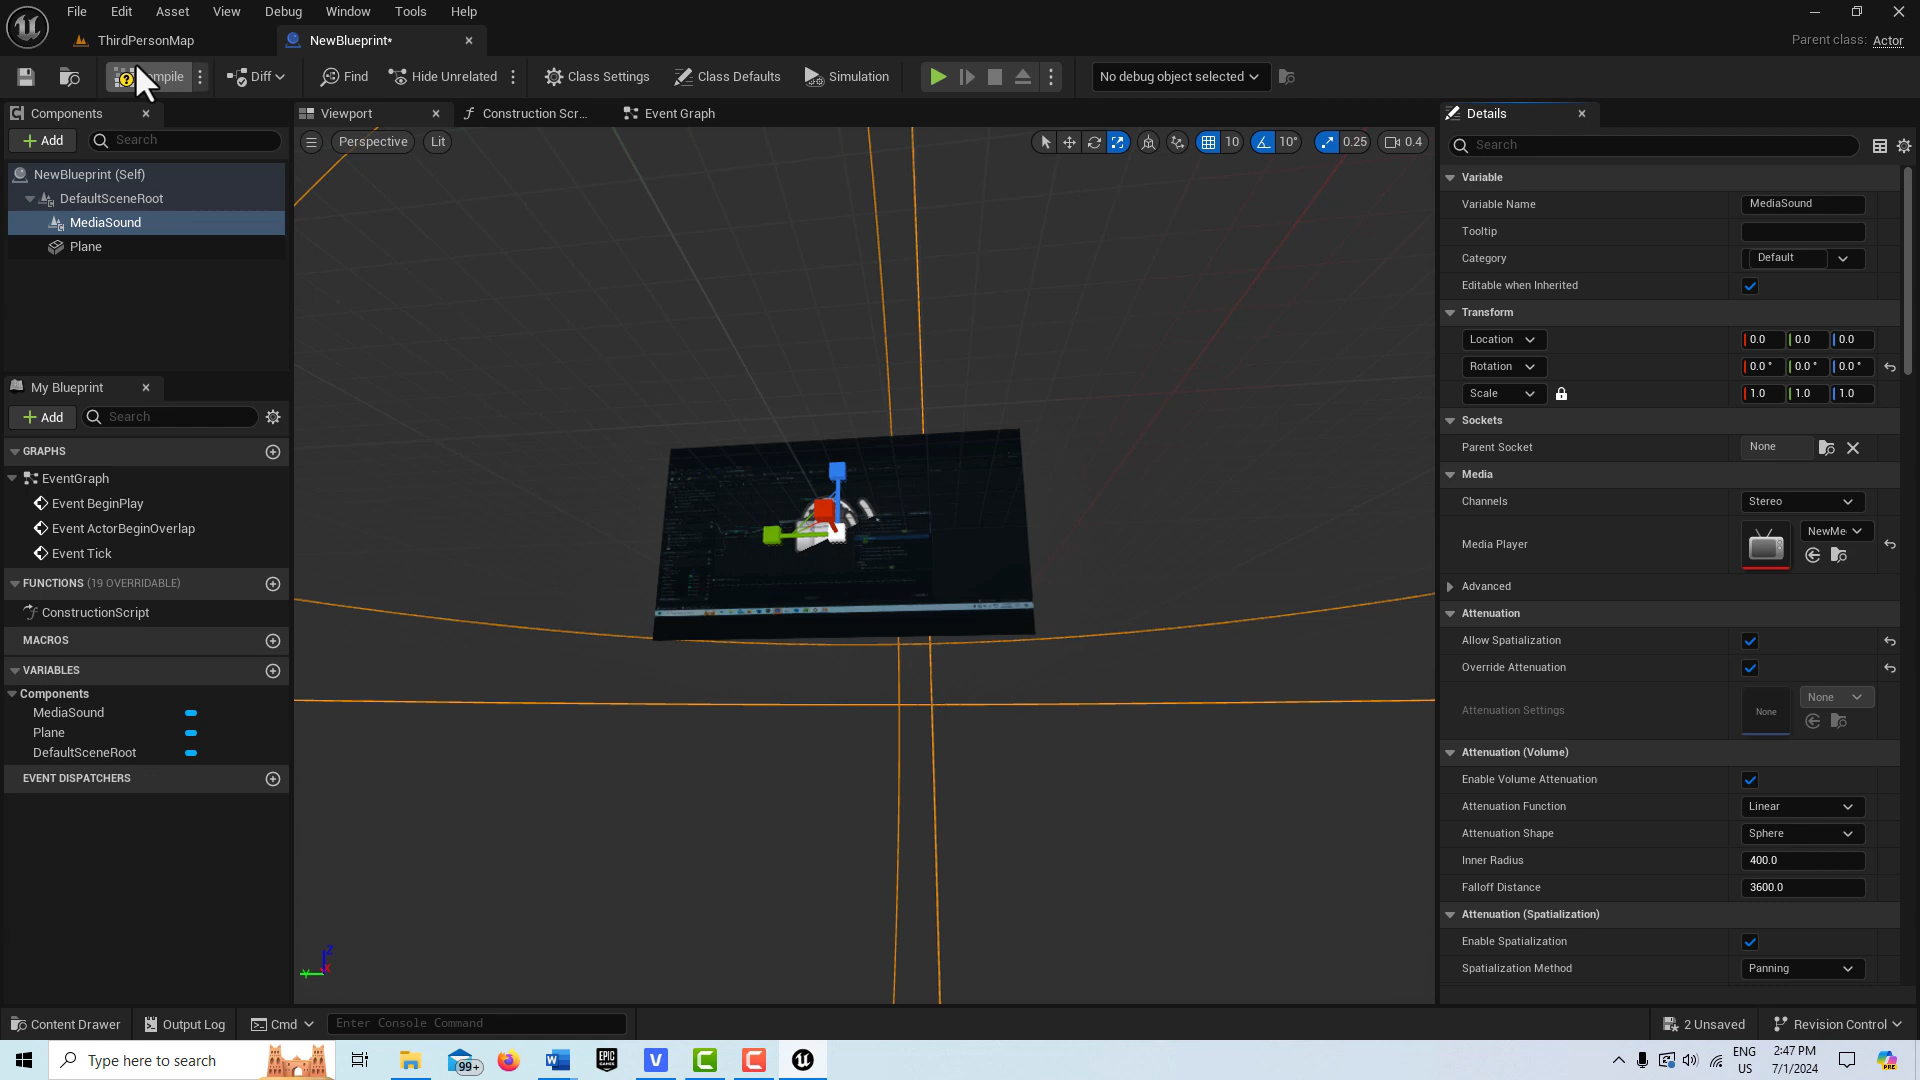 File Edit Asset View Debug Window Tools Help
ThirdPersonMap
NewBlueprint*
Parent class: Actor
Diff
Find
Hide Unrelated
Class Settings
Class Defaults
Simulation
No debug object selected
Components
Add
Search
NewBlueprint (Self)
DefaultSceneRoot
MediaSound
Plane
My Blueprint
Add
Search
GRAPHS
EventGraph
Event BeginPlay
Event ActorBeginOverlap
Event Tick
FUNCTIONS (19 OVERRIDABLE)
ConstructionScript
MACROS
VARIABLES
Components
MediaSound
Plane
DefaultSceneRoot
EVENT DISPATCHERS
Viewport
Construction Scr...
Event Graph
Perspective
Lit
10
10°
0.25
0.4
Details
Search
Variable
Variable Name MediaSound
Tooltip
Category Default
Editable when Inherited
Transform
Location 0.0 0.0 0.0
Rotation 0.0 ° 0.0 ° 0.0 °
Scale 1.0 1.0 1.0
Sockets
Parent Socket None
Media
Channels Stereo
Media Player NewMe
Advanced
Attenuation
Allow Spatialization
Override Attenuation
Attenuation Settings None None
Attenuation (Volume)
Enable Volume Attenuation
Attenuation Function Linear
Attenuation Shape Sphere
Inner Radius 400.0
Falloff Distance 3600.0
Attenuation (Spatialization)
Enable Spatialization
Spatialization Method Panning
Content Drawer
Output Log
Cmd
Enter Console Command
2 Unsaved
Revision Control
Type here to search
99+
ENG
US
2:47 PM
7/1/2024